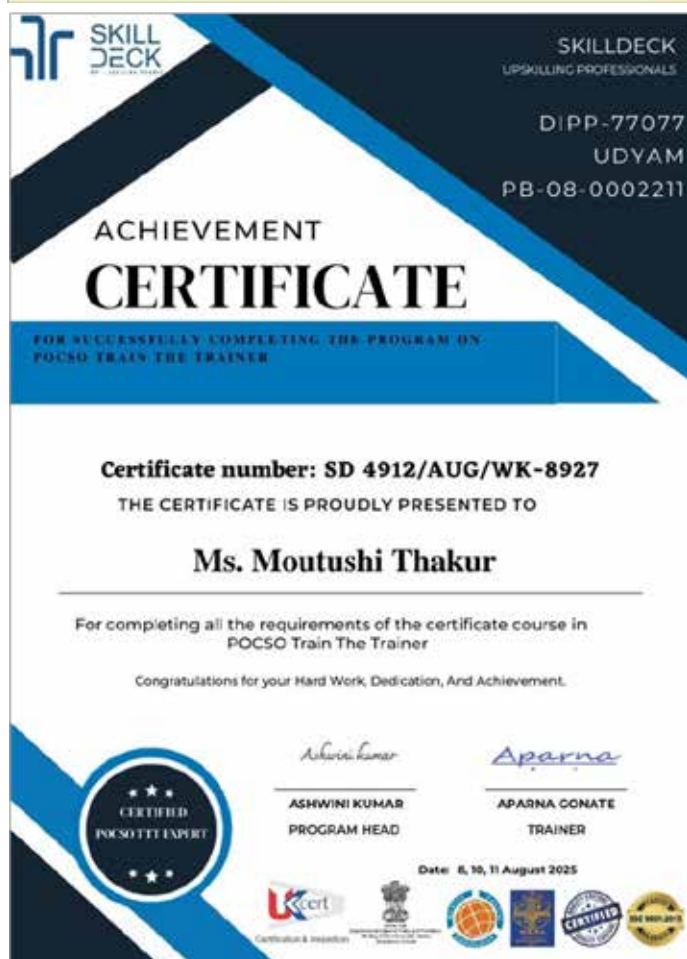 SKILL
DECK
SKILLDECK
UPSKILLING PROFESSIONALS
DIPP-77077
UDYAM
PB-08-0002211
ACHIEVEMENT
CERTIFICATE
FOR SUCCESSFULLY COMPLETING THE PROGRAM ON
POCSO TRAIN THE TRAINER
Certificate number: SD 4912/AUG/WK-8927
THE CERTIFICATE IS PROUDLY PRESENTED TO
Ms. Moutushi Thakur
For completing all the requirements of the certificate course in
POCSO Train The Trainer
Congratulations for your Hard Work, Dedication, And Achievement.
Ashwini kumar
Aparna
ASHWINI KUMAR
APARNA GONATE
PROGRAM HEAD
TRAINER
CERTIFIED
POCSO TTT EXPERT
Date: 8, 10, 11 August 2025
UKcert
Certification & Inspection
CERTIFIED
ISO 9001:2015